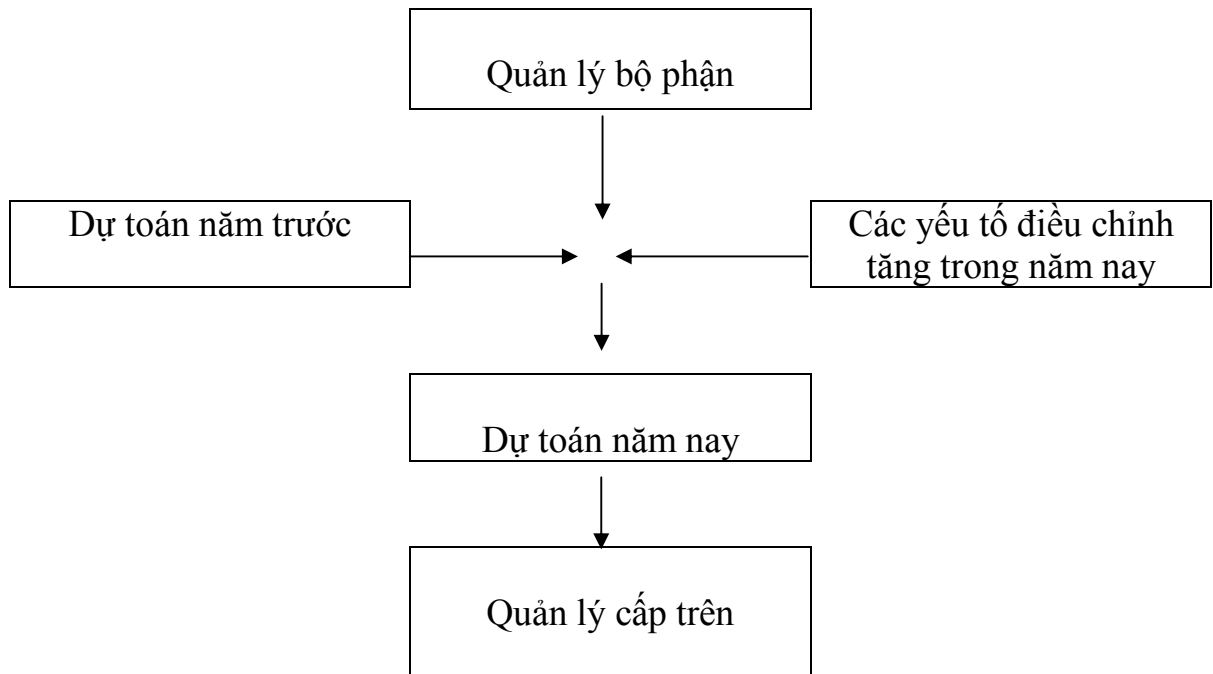 Quản lý bộ phận
Dự toán năm trước
Các yếu tố điều chỉnh
tăng trong năm nay
Dự toán năm nay
Quản lý cấp trên